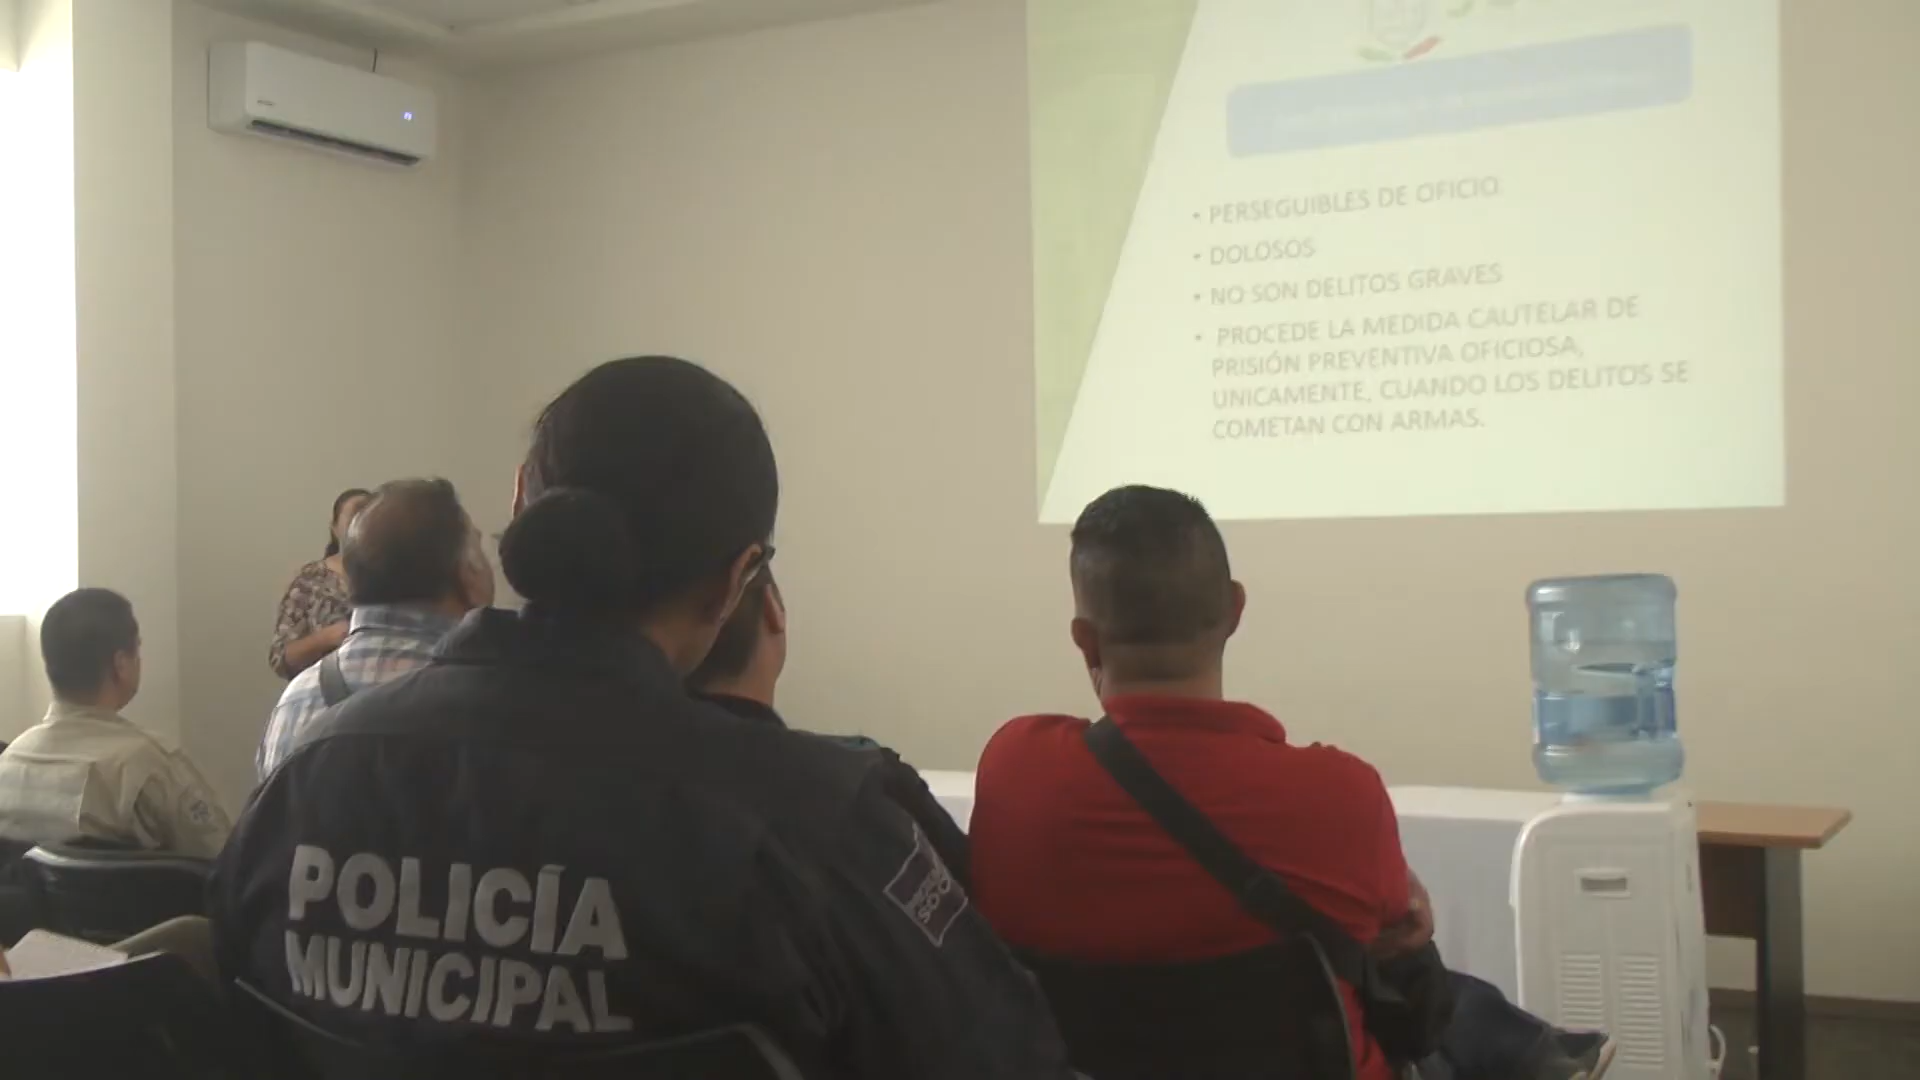 • PERSEGUIBLES DE OFICIO
• DOLOSOS
• NO SON DELITOS GRAVES
• PROCEDE LA MEDIDA CAUTELAR DE
PRISIÓN PREVENTIVA OFICIOSA,
UNICAMENTE, CUANDO LOS DELITOS SE
COMETAN CON ARMAS.
POLICÍA
MUNICIPAL